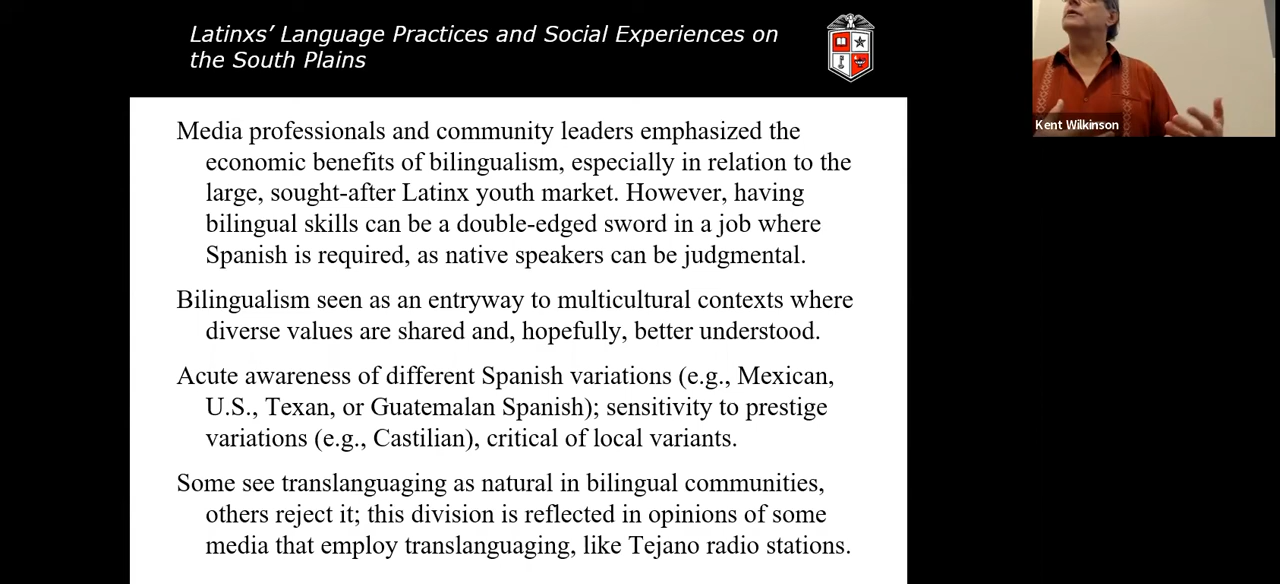 Latinxs' Language Practices and Social Experiences on
the South Plains
Kent Wilkinson
Media professionals and community leaders emphasized the
economic benefits of bilingualism, especially in relation to the
large, sought-after Latinx youth market. However, having
bilingual skills can be a double-edged sword in a job where
Spanish is required, as native speakers can be judgmental.
Bilingualism seen as an entryway to multicultural contexts where
diverse values are shared and, hopefully, better understood.
Acute awareness of different Spanish variations (e.g., Mexican,
U.S., Texan, or Guatemalan Spanish); sensitivity to prestige
variations (e.g., Castilian), critical of local variants.
Some see translanguaging as natural in bilingual communities,
others reject it; this division is reflected in opinions of some
media that employ translanguaging, like Tejano radio stations.